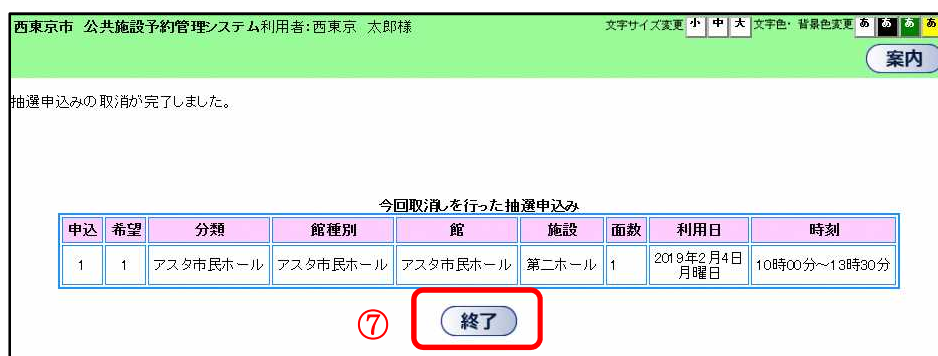 西東京市 公共施設予約管理システム利用者:西東京 太郎様 文字サイズ変更 小 中 大 文字色・背景色変更 あ あ あ あ
案内
抽選申込みの取消が完了しました。
今回取消しを行った抽選申込み
申込 希望 分類 館種別 館 施設 面数 利用日 時刻
1 1 アスタ市民ホール アスタ市民ホール アスタ市民ホール 第二ホール 1 2019年2月4日 10時00分～13時30分
月曜日
⑦ 終了